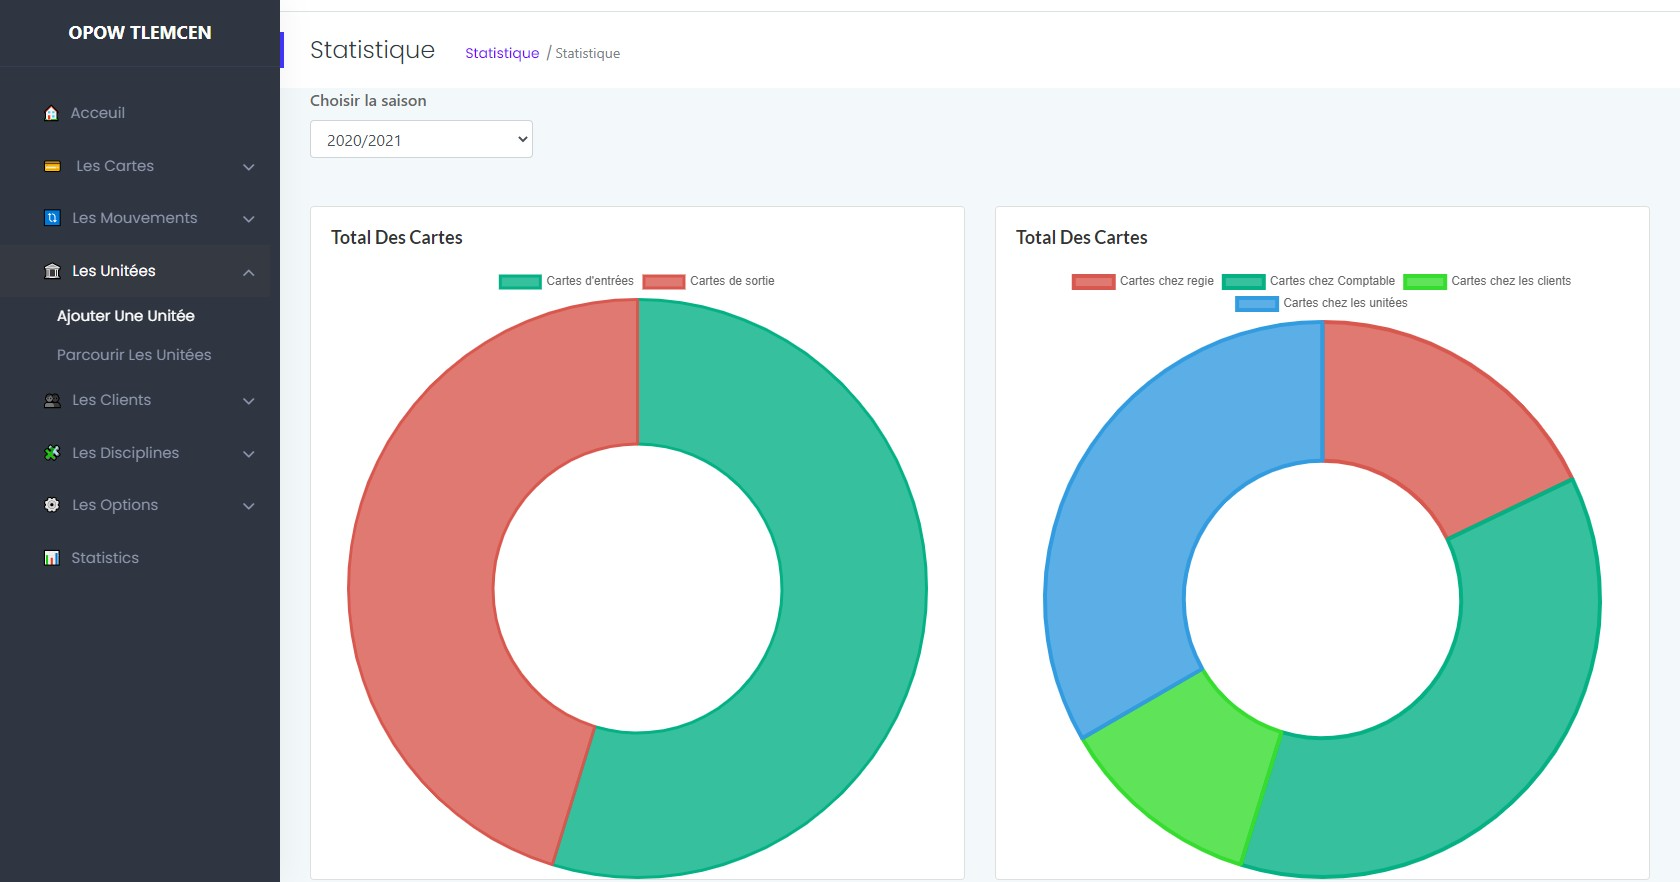 OPOW TLEMCEN
Acceuil
Les Cartes
Les Mouvements
Les Unitées
Ajouter Une Unitée
Parcourir Les Unitées
Les Clients
Les Disciplines
Les Options
Statistics
Statistique Statistique / Statistique
Choisir la saison
2020/2021
Total Des Cartes
Cartes d'entrées Cartes de sortie
Total Des Cartes
Cartes chez regie Cartes chez Comptable Cartes chez les clients
Cartes chez les unitées